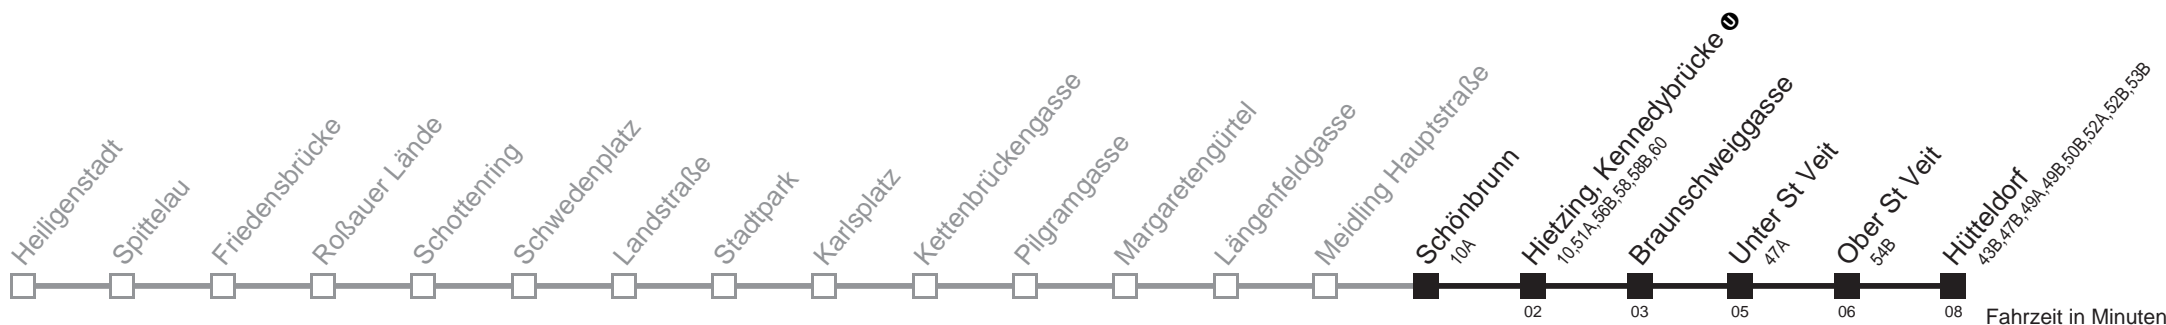 Heiligenstadt
Spittelau
Friedensbrücke
Roßauer Lände
Schottenring
Schwedenplatz
Landstraße
Stadtpark
Karlsplatz
Kettenbrückengasse
Pilgramgasse
Margaretengürtel
Längenfeldgasse
Meidling Hauptstraße
Schönbrunn
10A
Hietzing, Kennedybrücke U
10,51A,56B,58,58B,60
Braunschweiggasse
Unter St Veit
47A
Ober St Veit
54B
Hütteldorf
43B,47B,49A,49B,50B,52A,52B,53B
02 03 05 06 08 Fahrzeit in Minuten